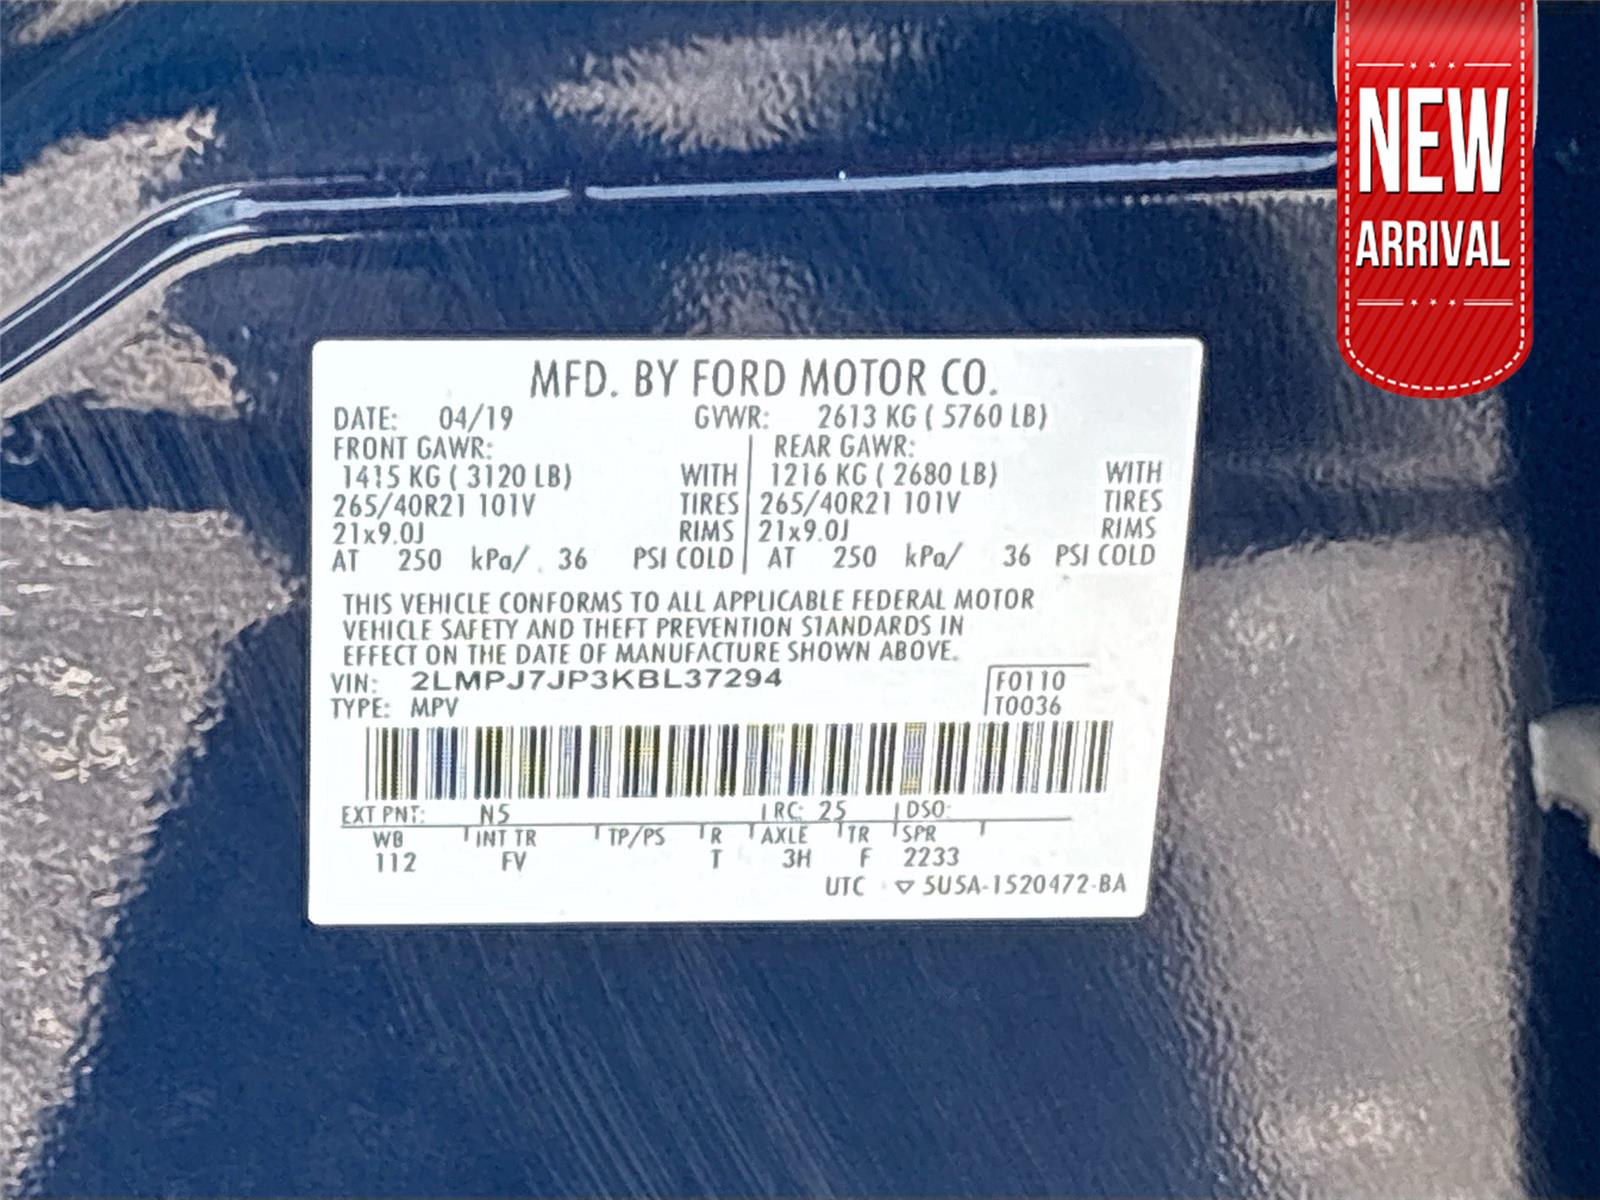 NEW
ARRIVAL
MFD. BY FORD MOTOR CO.
DATE: 04/19 GVWR: 2613 KG ( 5760 LB)
FRONT GAWR: REAR GAWR:
1415 KG ( 3120 LB) WITH 1216 KG ( 2680 LB) WITH
265/40R21 101V TIRES 265/40R21 101V TIRES
21x9.0J RIMS 21x9.0J RIMS
AT 250 kPa/ 36 PSI COLD AT 250 kPa/ 36 PSI COLD
THIS VEHICLE CONFORMS TO ALL APPLICABLE FEDERAL MOTOR
VEHICLE SAFETY AND THEFT PREVENTION STANDARDS IN
EFFECT ON THE DATE OF MANUFACTURE SHOWN ABOVE.
VIN: 2LMPJ7JP3KBL37294 F0110
TYPE: MPV T0036
EXT PNT: N5 RC: 25 DSO:
WB INT TR TP/PS R AXLE TR SPR
112 FV T 3H F 2233
UTC ▽ 5U5A-1520472-BA